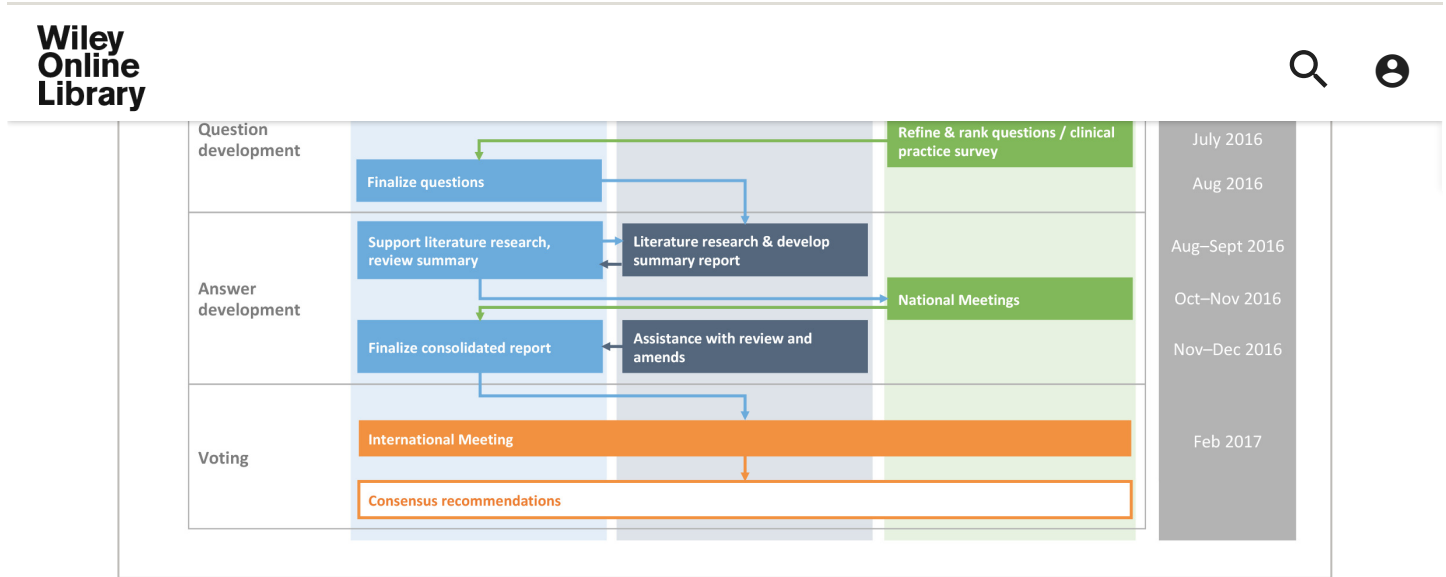 Wiley
Online
Library
Question
development
Refine & rank questions / clinical
practice survey
July 2016
Finalize questions
Aug 2016
Answer
development
Support literature research,
review summary
Literature research & develop
summary report
Aug–Sept 2016
National Meetings
Oct–Nov 2016
Finalize consolidated report
Assistance with review and
amends
Nov–Dec 2016
Voting
International Meeting
Feb 2017
Consensus recommendations